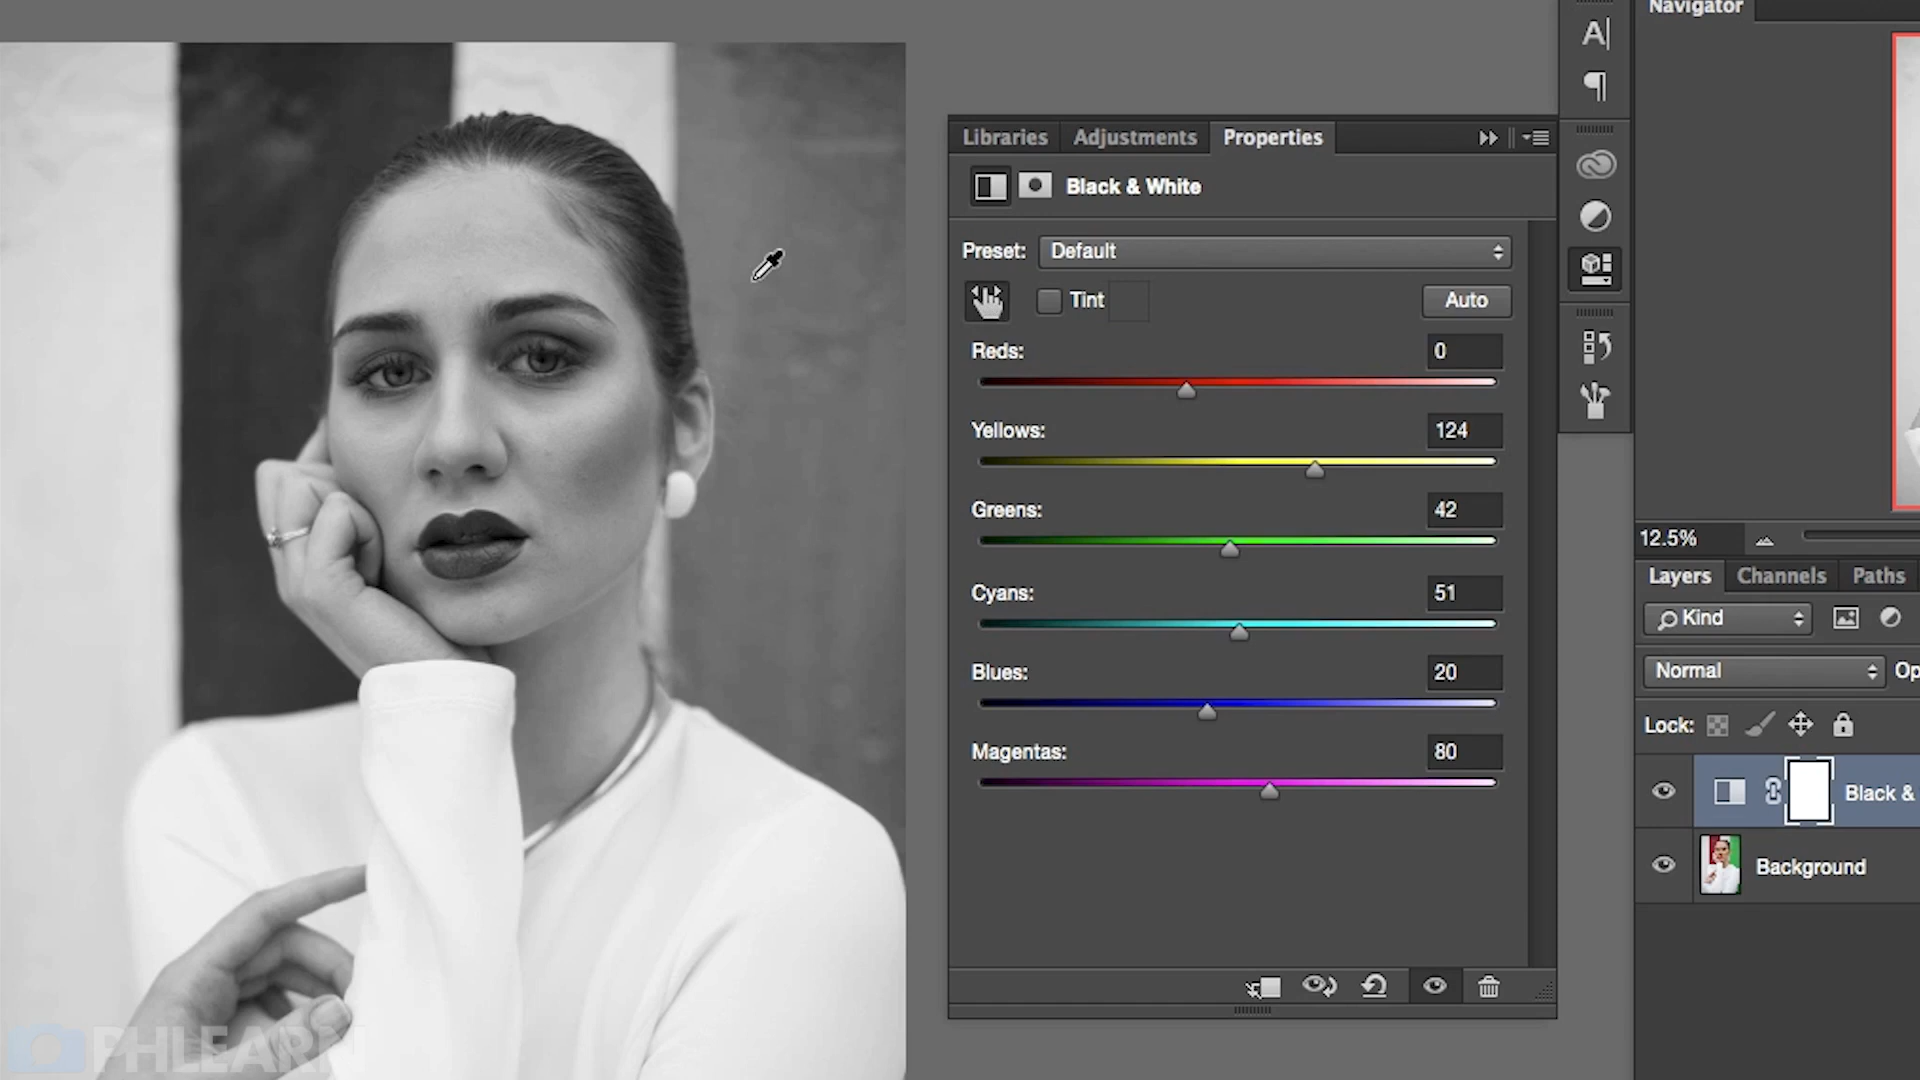 Navigator
Libraries Adjustments Properties
Black & White
Preset: Default
Tint Auto
Reds: 0
Yellows: 124
Greens: 42
Cyans: 51
Blues: 20
Magentas: 80
12.5%
Layers Channels Paths
Kind
Normal Op
Lock:
Black &
Background
PHLEARN